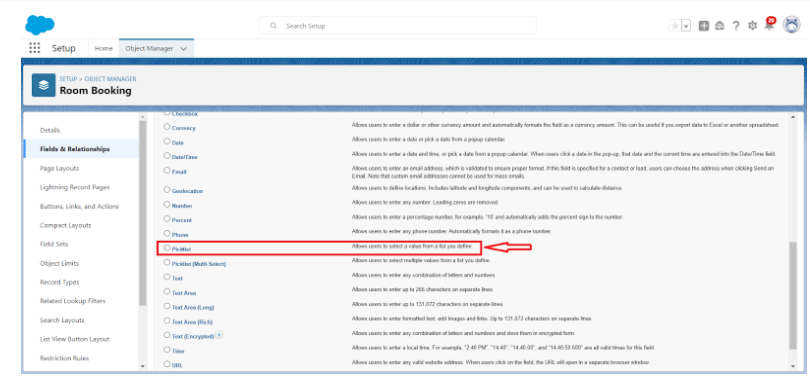 Search Setup
20
Setup Home Object Manager
SETUP > OBJECT MANAGER
Room Booking
Details
Fields & Relationships
Page Layouts
Lightning Record Pages
Buttons, Links, and Actions
Compact Layouts
Field Sets
Object Limits
Record Types
Related Lookup Filters
Search Layouts
List View Button Layout
Restriction Rules
Checkbox
Currency Allows users to enter a dollar or other currency amount and automatically formats the field as a currency amount. This can be useful if you export data to Excel or another spreadsheet.
Date Allows users to enter a date or pick a date from a popup calendar.
Date/Time Allows users to enter a date and time, or pick a date from a popup calendar. When users click a date in the pop-up, that date and the current time are entered into the Date/Time field.
Email Allows users to enter an email address, which is validated to ensure proper format. If this field is specified for a contact or lead, users can choose the address when clicking Send an
Email. Note that custom email addresses cannot be used for mass emails.
Geolocation Allows users to define locations. Includes latitude and longitude components, and can be used to calculate distance.
Number Allows users to enter any number. Leading zeros are removed.
Percent Allows users to enter a percentage number, for example, '10' and automatically adds the percent sign to the number.
Phone Allows users to enter any phone number. Automatically formats it as a phone number.
Picklist Allows users to select a value from a list you define.
Picklist (Multi-Select) Allows users to select multiple values from a list you define.
Text Allows users to enter any combination of letters and numbers.
Text Area Allows users to enter up to 255 characters on separate lines.
Text Area (Long) Allows users to enter up to 131,072 characters on separate lines.
Text Area (Rich) Allows users to enter formatted text, add images and links. Up to 131,072 characters on separate lines.
Text (Encrypted) Allows users to enter any combination of letters and numbers and store them in encrypted form.
Time Allows users to enter a local time. For example, "2:40 PM", "14:40", "14:40:00", and "14:40:50.600" are all valid times for this field.
URL Allows users to enter any valid website address. When users click on the field, the URL will open in a separate browser window.